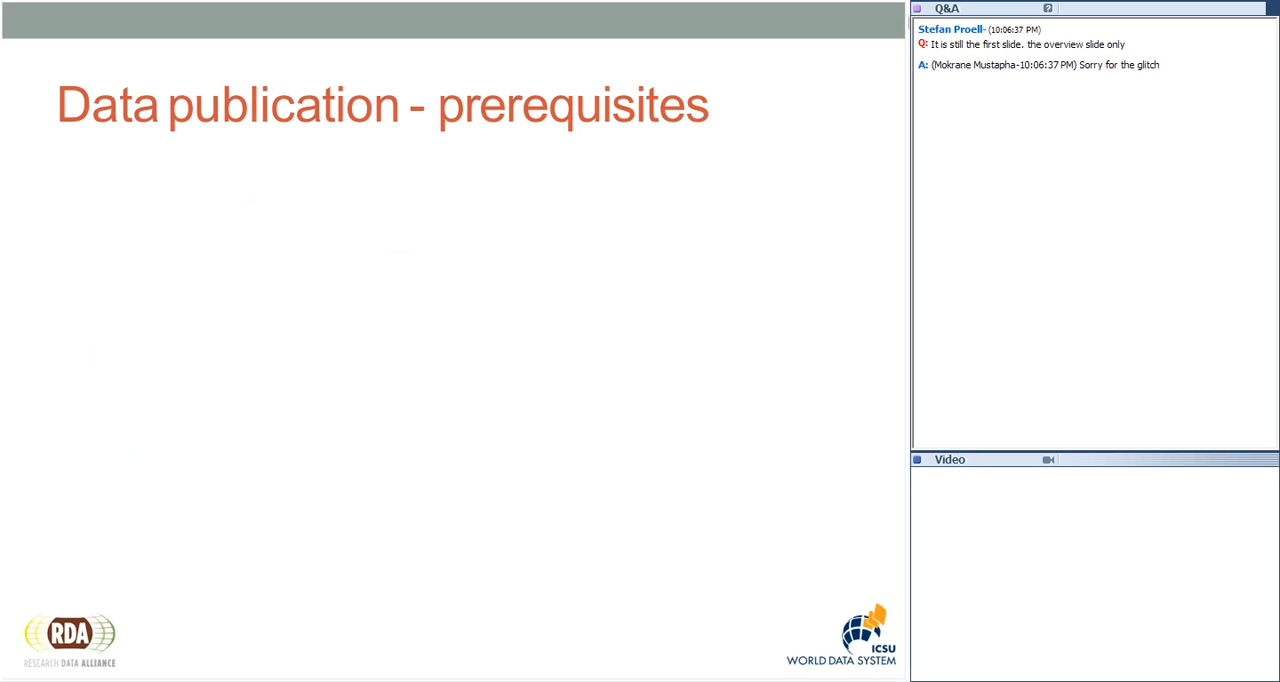 Data publication - prerequisites
RDA
RESEARCH DATA ALLIANCE
ICSU
WORLD DATA SYSTEM
Q&A
?
Stefan Proell- (10:06:37 PM)
Q: It is still the first slide. the overview slide only
A: (Mokrane Mustapha-10:06:37 PM) Sorry for the glitch
Video